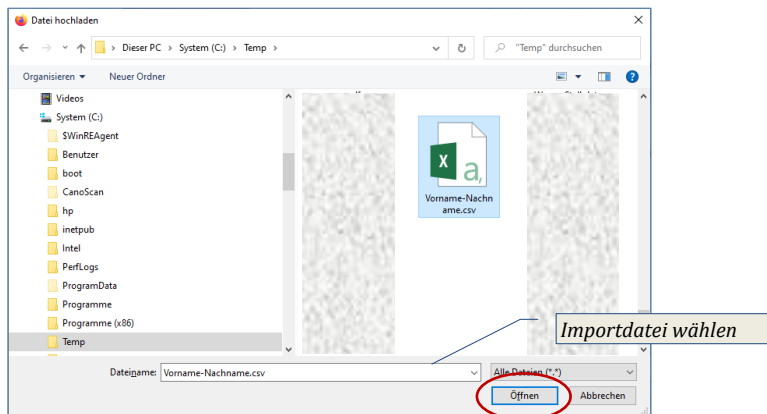 Datei hochladen
Dieser PC > System (C:) > Temp >
"Temp" durchsuchen
Organisieren
Neuer Ordner
Videos
System (C:)
$WinREAgent
Benutzer
boot
CanoScan
hp
inetpub
Intel
PerfLogs
ProgramData
Programme
Programme (x86)
Temp
Vorname-Nachn
ame.csv
Importdatei wählen
Dateiname: Vorname-Nachname.csv
Alle Dateien (*.*)
Öffnen
Abbrechen